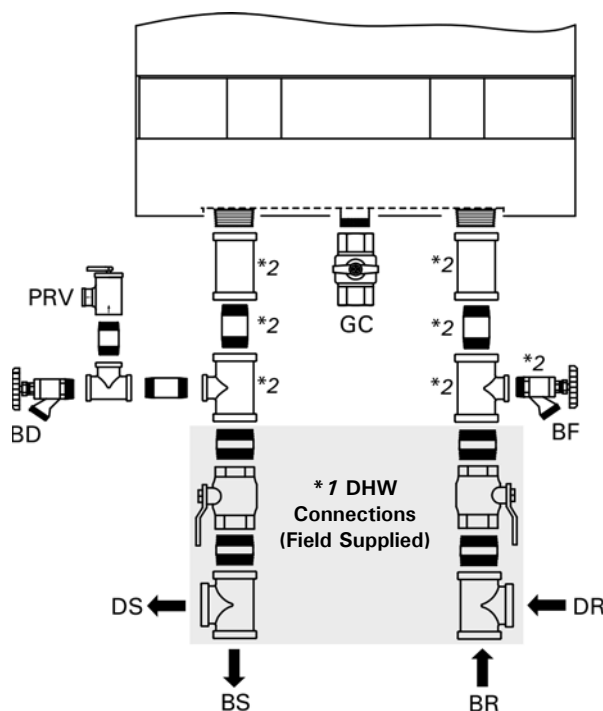 *2
*2
PRV
*2
GC
*2
*2
*2
*2
BD
BF
*1 DHW
Connections
(Field Supplied)
DS
DR
BS
BR